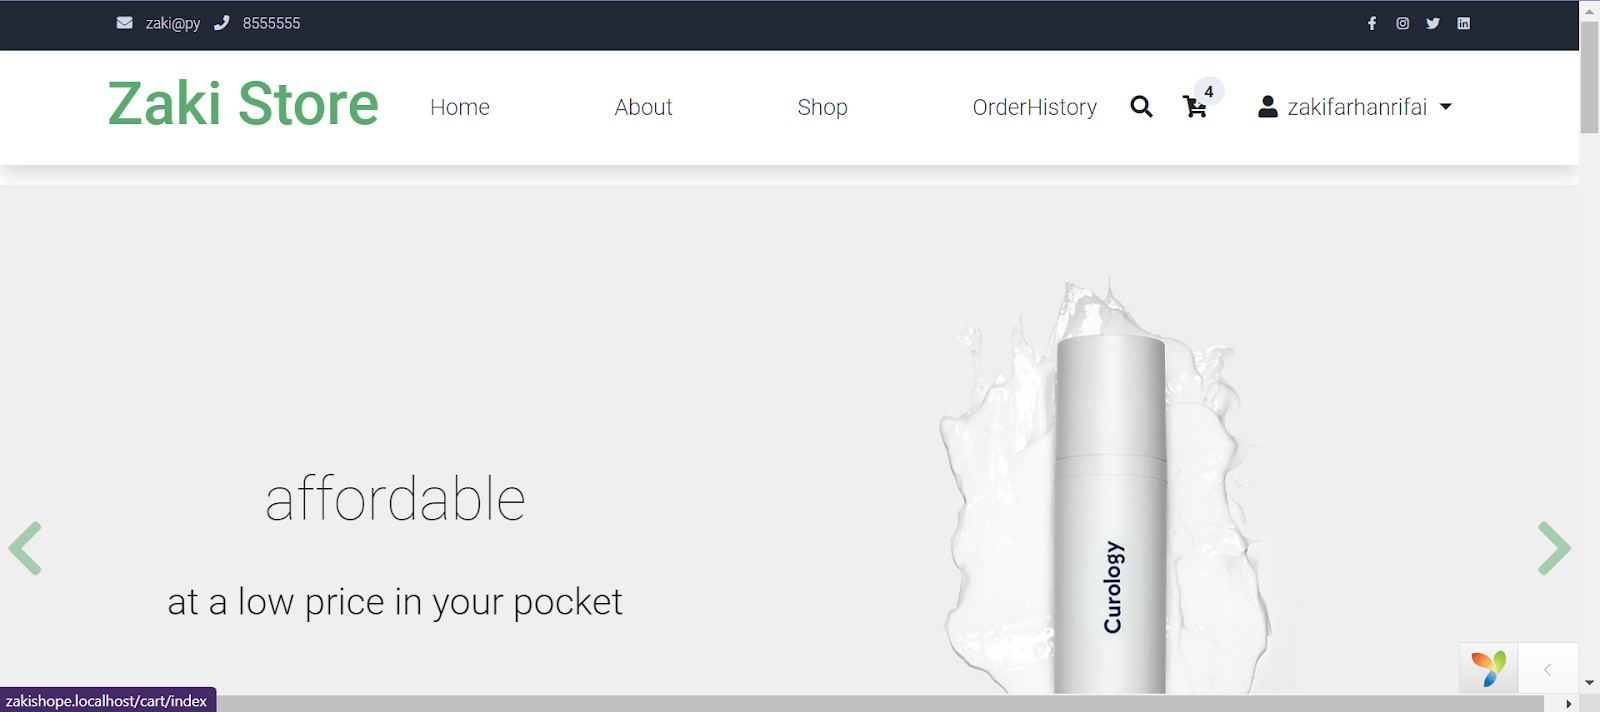 zaki@py 8555555
Zaki Store Home About Shop OrderHistory 4 zakifarhanrifai
affordable
at a low price in your pocket
Curology
zakishope.localhost/cart/index